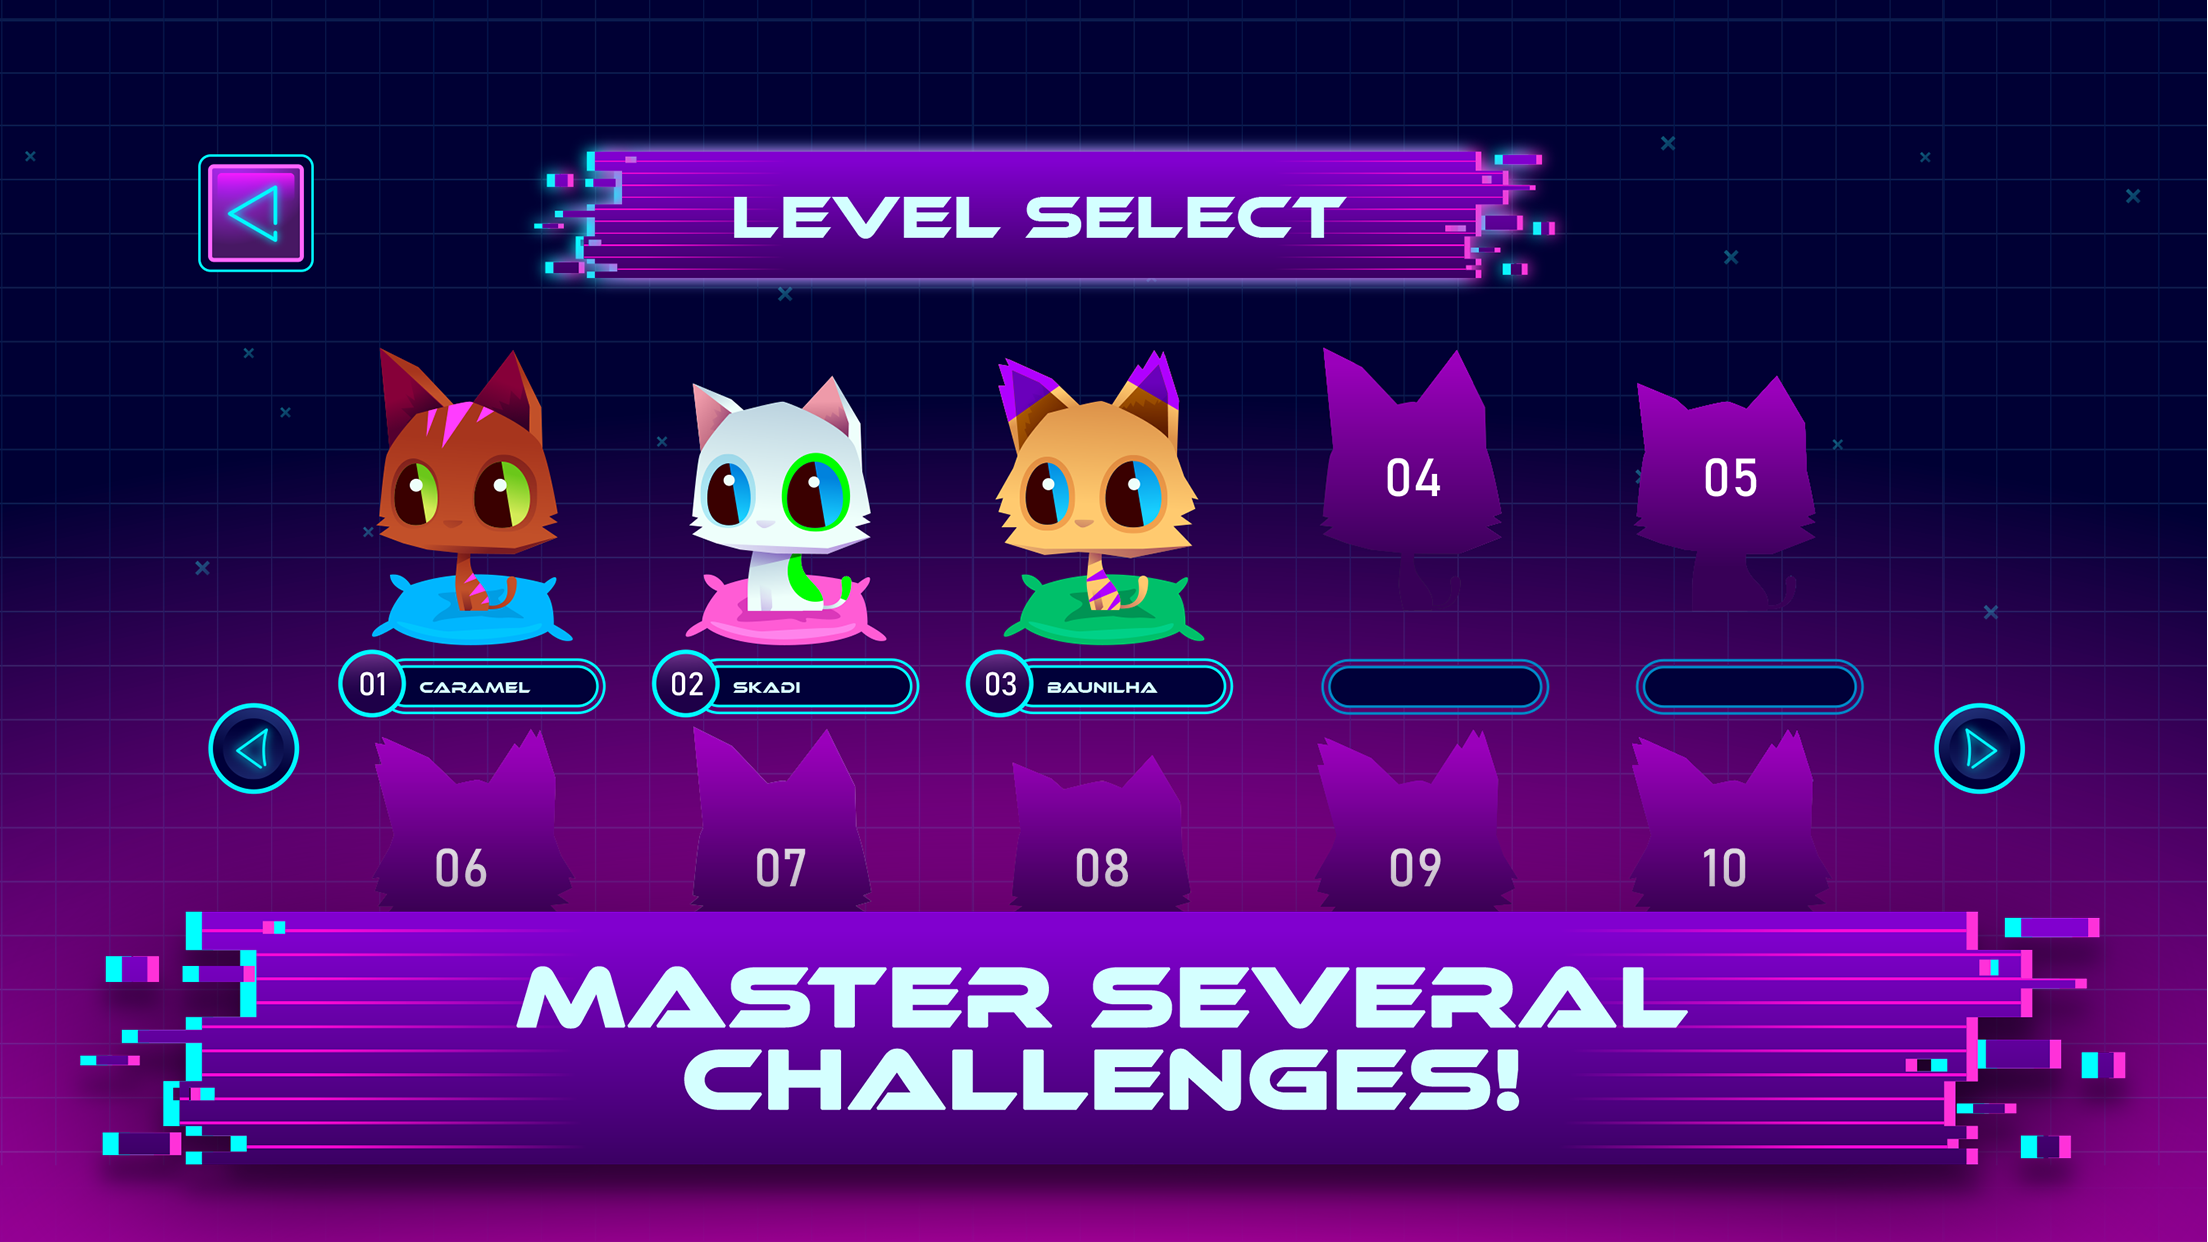 LEVEL SELECT
04
05
01 CARAMEL
02 SKADI
03 BAUNILHA
06
07
08
09
10
MASTER SEVERAL
CHALLENGES!